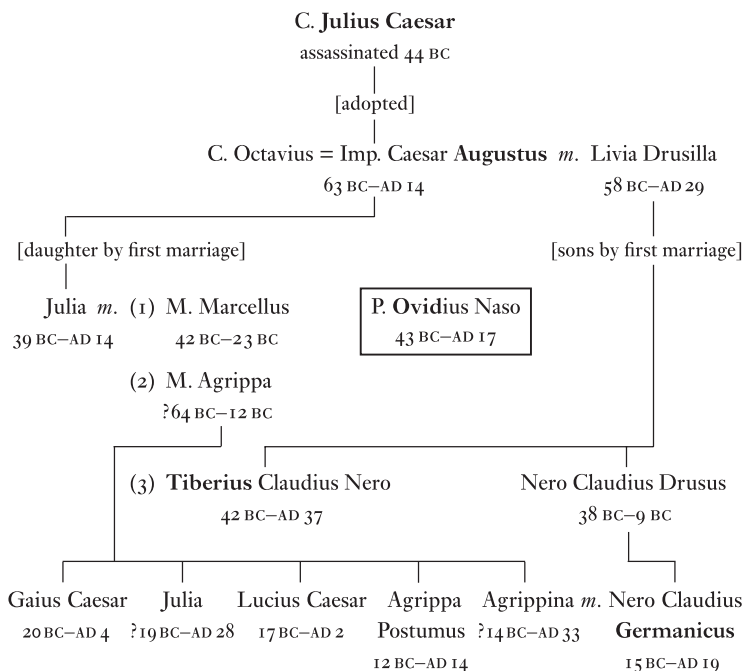 C. Julius Caesar
assassinated 44 BC
[adopted]
C. Octavius = Imp. Caesar Augustus m. Livia Drusilla
63 BC–AD 14 58 BC–AD 29
[daughter by first marriage] [sons by first marriage]
Julia m. (1) M. Marcellus P. Ovidius Naso
39 BC–AD 14 42 BC–23 BC 43 BC–AD 17
(2) M. Agrippa
?64 BC–12 BC
(3) Tiberius Claudius Nero Nero Claudius Drusus
42 BC–AD 37 38 BC–9 BC
Gaius Caesar Julia Lucius Caesar Agrippa Agrippina m. Nero Claudius
20 BC–AD 4 ?19 BC–AD 28 17 BC–AD 2 Postumus ?14 BC–AD 33 Germanicus
12 BC–AD 14 15 BC–AD 19